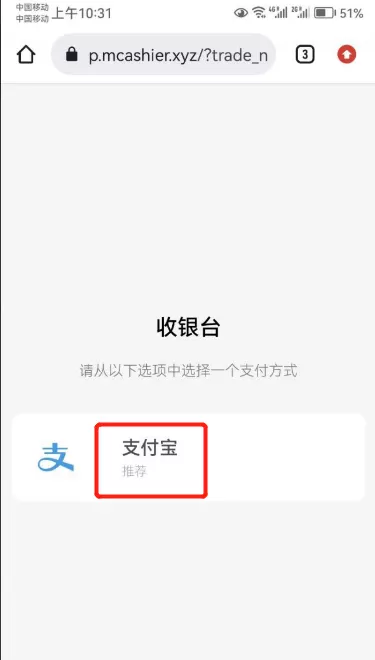 中国移动
中国移动
上午10:31
4G
2G
51%
p.mcashier.xyz/?trade_n
3
收银台
请从以下选项中选择一个支付方式
支
支付宝
推荐